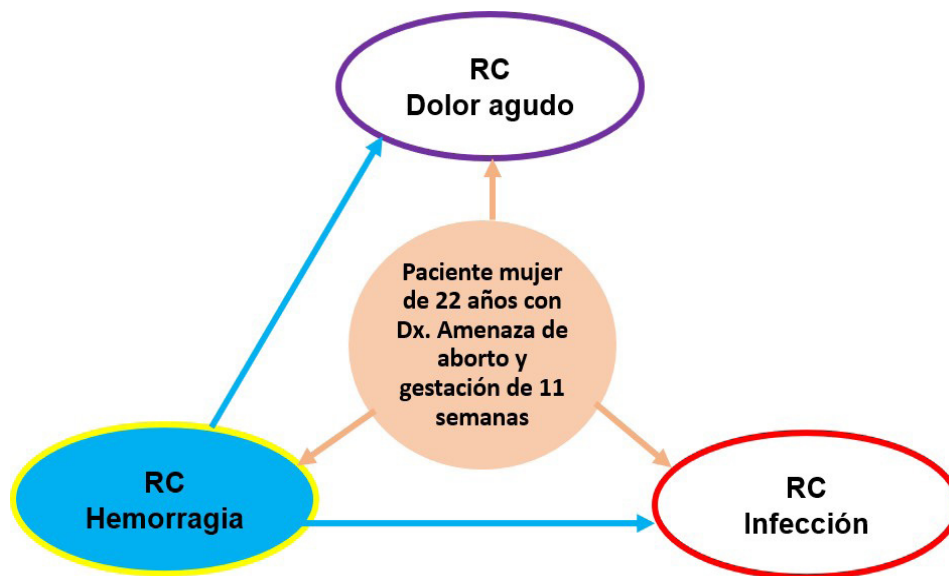 RC
Dolor agudo
Paciente mujer
de 22 años con
Dx. Amenaza de
aborto y
gestación de 11
semanas
RC
Hemorragia
RC
Infección